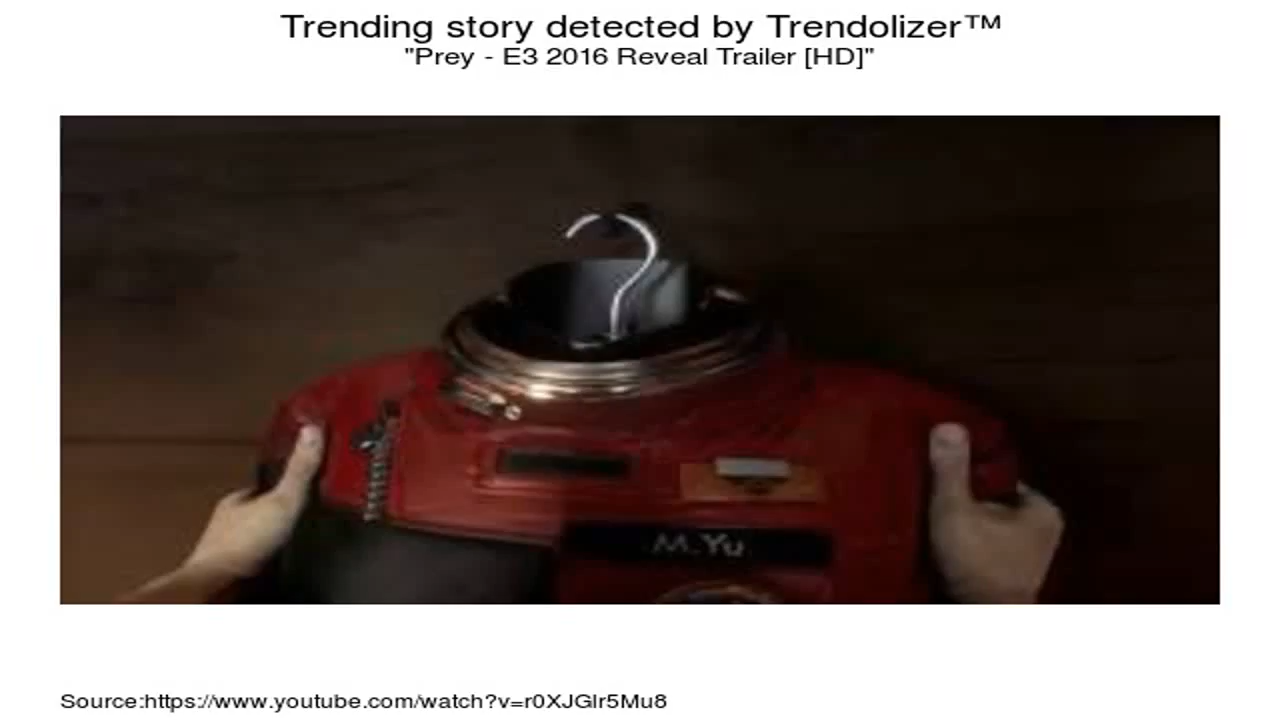 Trending story detected by Trendolizer™
"Prey - E3 2016 Reveal Trailer [HD]"
M.Yu
Source:https://www.youtube.com/watch?v=r0XJGlr5Mu8